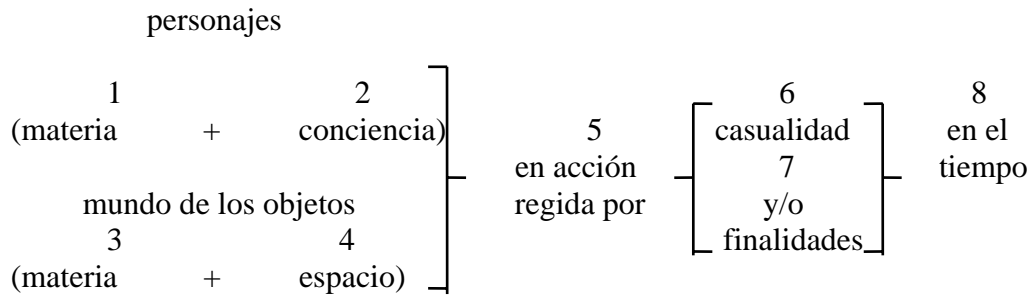 personajes
1 2 6 8
(materia + conciencia) 5 casualidad en el
en acción 7 tiempo
mundo de los objetos regida por y/o
3 4 finalidades
(materia + espacio)